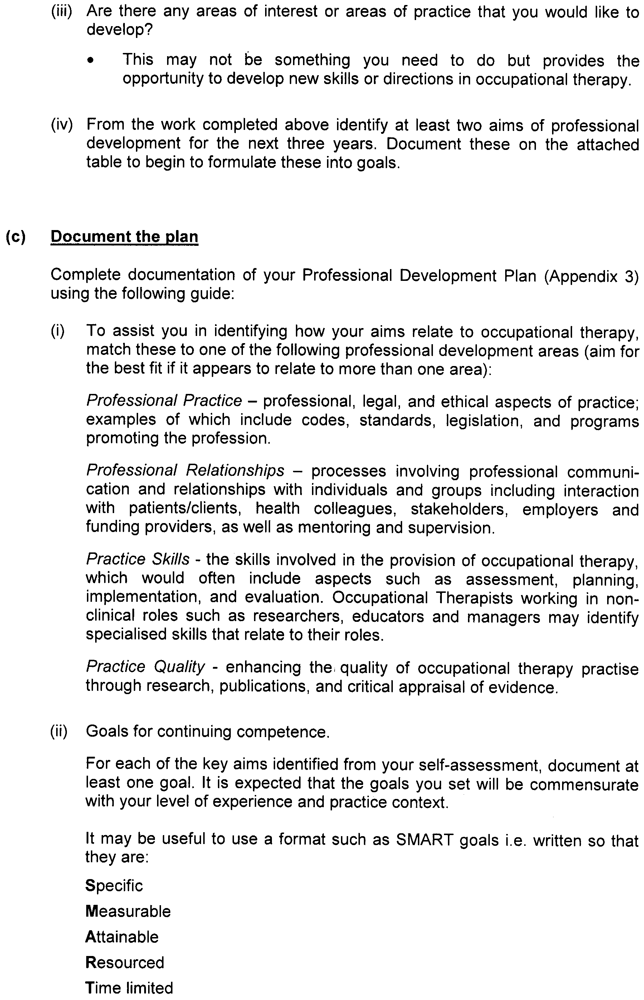 (iii) Are there any areas of interest or areas of practice that you would like to
develop?
• This may not be something you need to do but provides the
opportunity to develop new skills or directions in occupational therapy.
(iv) From the work completed above identify at least two aims of professional
development for the next three years. Document these on the attached
table to begin to formulate these into goals.
(c) Document the plan
Complete documentation of your Professional Development Plan (Appendix 3)
using the following guide:
(i) To assist you in identifying how your aims relate to occupational therapy,
match these to one of the following professional development areas (aim for
the best fit if it appears to relate to more than one area):
Professional Practice – professional, legal, and ethical aspects of practice;
examples of which include codes, standards, legislation, and programs
promoting the profession.
Professional Relationships – processes involving professional communi-
cation and relationships with individuals and groups including interaction
with patients/clients, health colleagues, stakeholders, employers and
funding providers, as well as mentoring and supervision.
Practice Skills - the skills involved in the provision of occupational therapy,
which would often include aspects such as assessment, planning,
implementation, and evaluation. Occupational Therapists working in non-
clinical roles such as researchers, educators and managers may identify
specialised skills that relate to their roles.
Practice Quality - enhancing the quality of occupational therapy practise
through research, publications, and critical appraisal of evidence.
(ii) Goals for continuing competence.
For each of the key aims identified from your self-assessment, document at
least one goal. It is expected that the goals you set will be commensurate
with your level of experience and practice context.
It may be useful to use a format such as SMART goals i.e. written so that
they are:
Specific
Measurable
Attainable
Resourced
Time limited